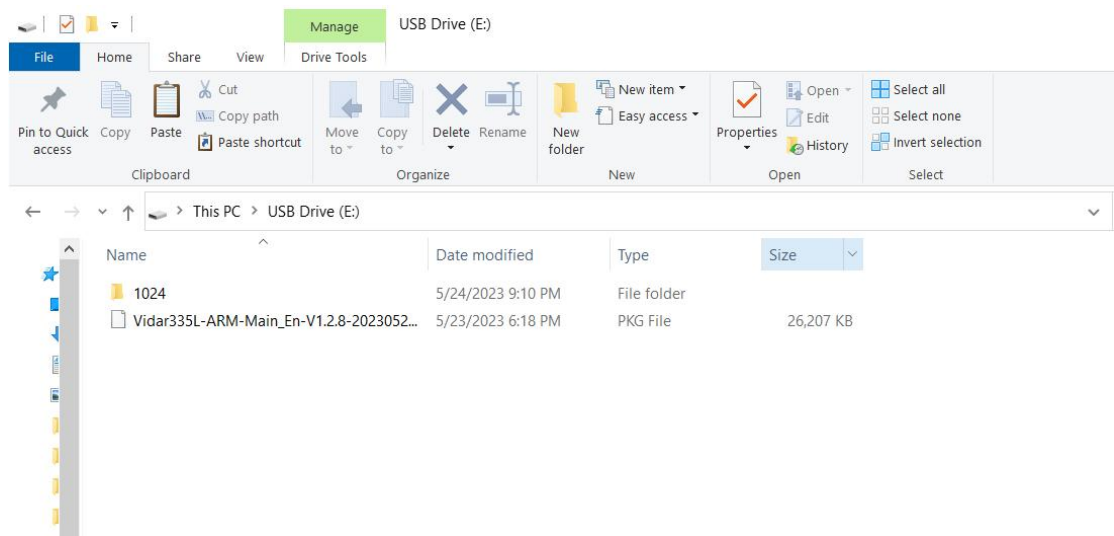 Manage USB Drive (E:)
File Home Share View Drive Tools
Pin to Quick access
Copy
Paste
Cut
Copy path
Paste shortcut
Clipboard
Move to
Copy to
Delete
Rename
Organize
New folder
New item
Easy access
New
Properties
Open
Edit
History
Open
Select all
Select none
Invert selection
Select
This PC > USB Drive (E:)
Name Date modified Type Size
1024 5/24/2023 9:10 PM File folder
Vidar335L-ARM-Main_En-V1.2.8-2023052... 5/23/2023 6:18 PM PKG File 26,207 KB